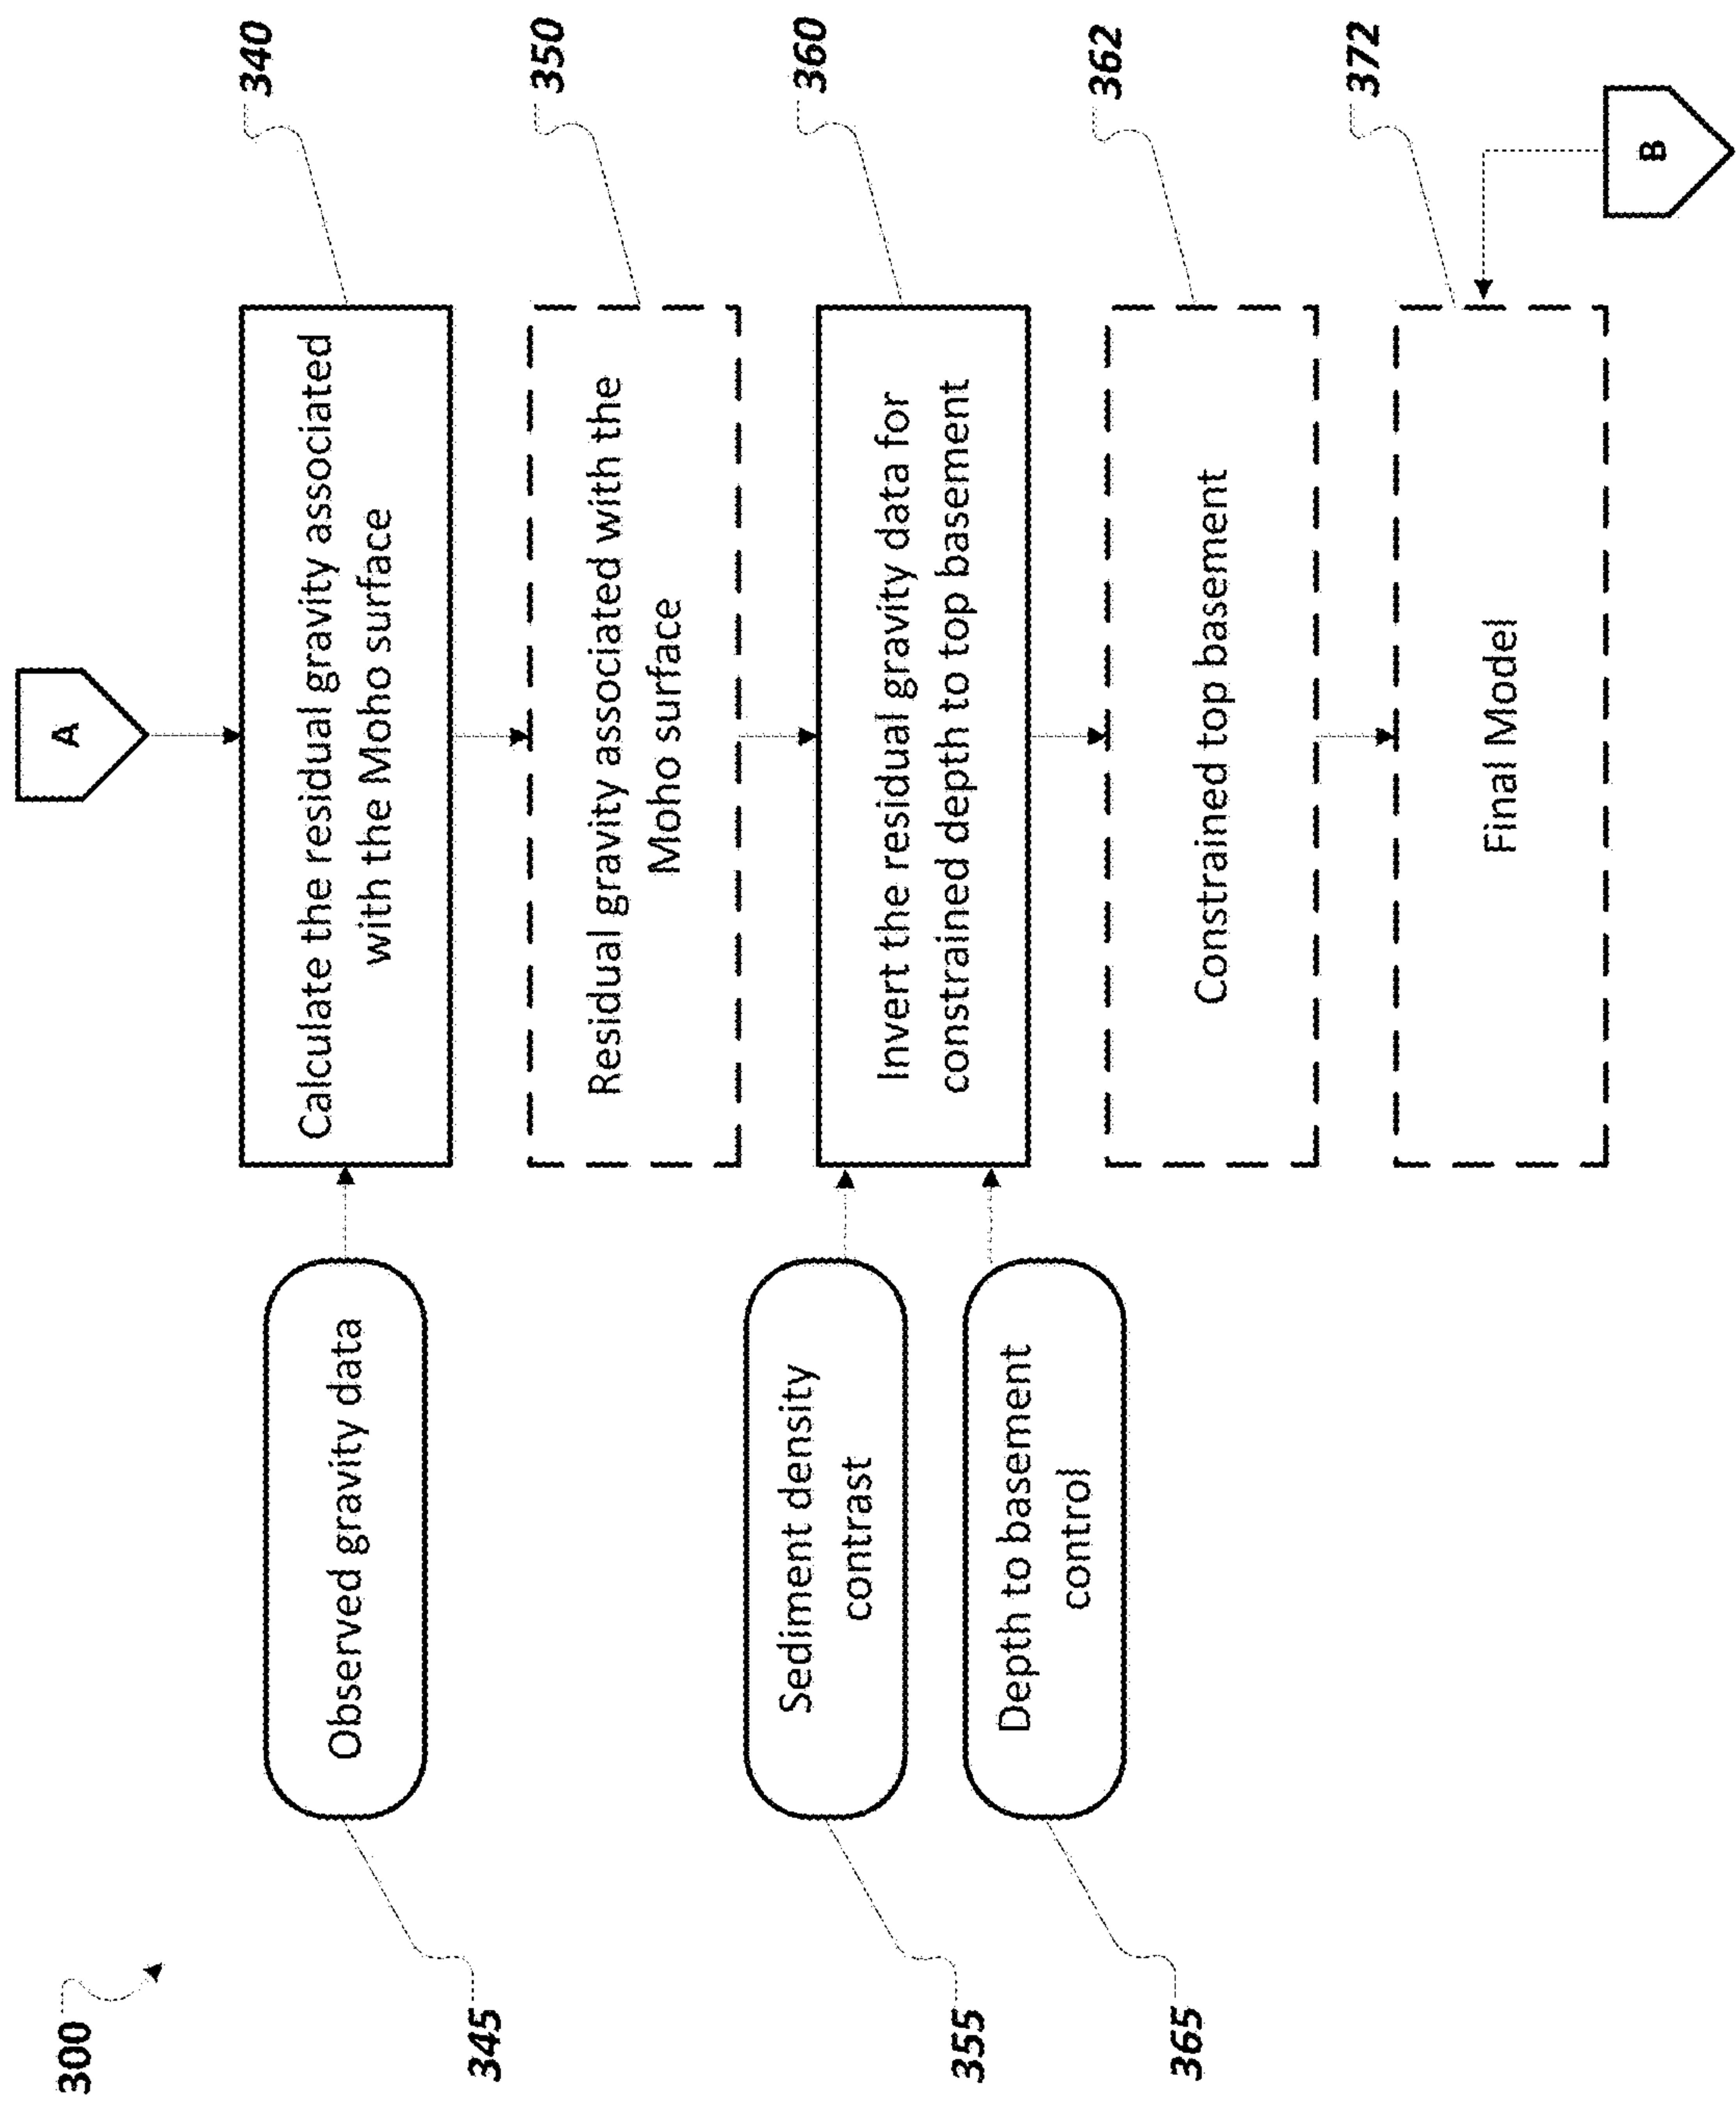 300
A
Observed gravity data
345
Calculate the residual gravity associated
with the Moho surface
340
Residual gravity associated with the
Moho surface
350
Sediment density
contrast
355
Invert the residual gravity data for
constrained depth to top basement
360
Depth to basement
control
365
Constrained top basement
362
Final Model
372
B